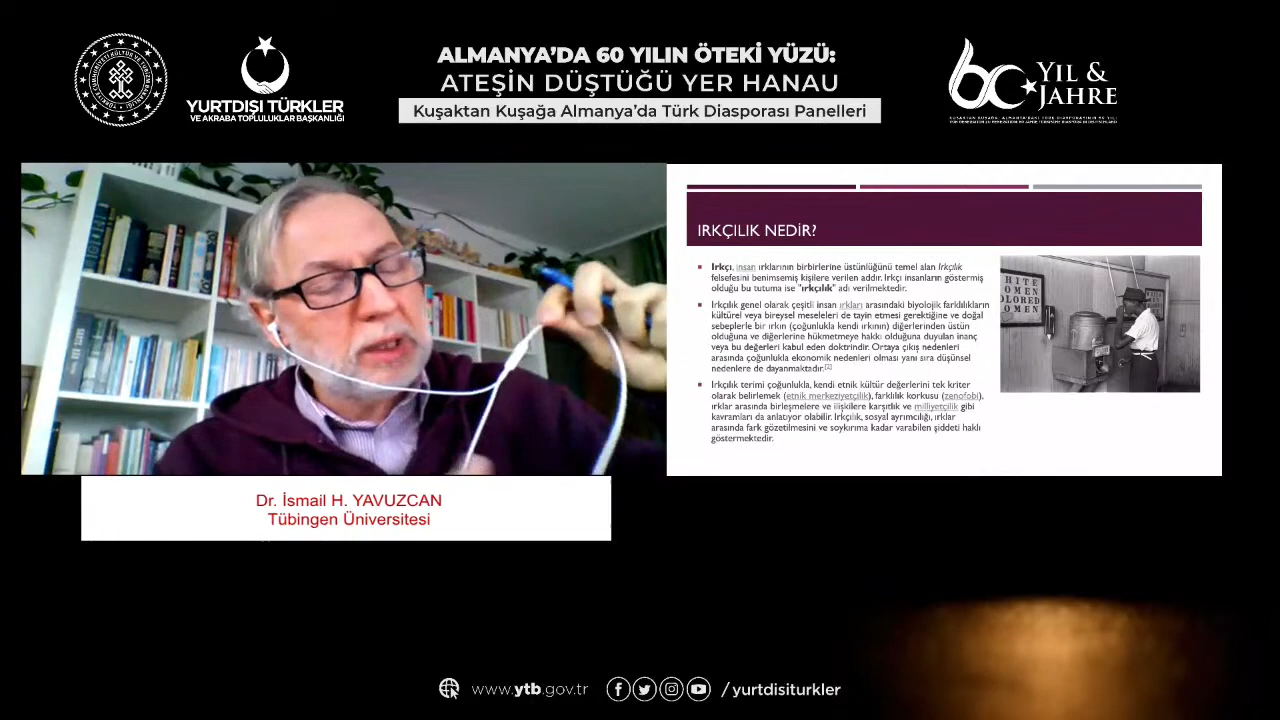 YURTDIŞI TÜRKLER
VE AKRABA TOPLULUKLAR BAŞKANLIĞI
ALMANYA'DA 60 YILIN ÖTEKİ YÜZÜ:
ATEŞİN DÜŞTÜĞÜ YER HANAU
Kuşaktan Kuşağa Almanya'da Türk Diasporası Panelleri
60 YIL &
JAHRE
IRKÇILIK NEDİR?
Irkçı, insan ırklarının birbirlerine üstünlüğünü temel alan Irkçılık
felsefesini benimsemiş kişilere verilen addır. Irkçı insanların göstermiş
olduğu bu tutuma ise "ırkçılık" adı verilmektedir.
Irkçılık genel olarak çeşitli insan ırkları arasındaki biyolojik farklılıkların
kültürel veya bireysel meseleleri de tayin etmesi gerektiğine ve doğal
sebeplerle bir ırkın (çoğunlukla kendi ırkının) diğerlerinden üstün
olduğuna ve diğerlerine hükmetmeye hakkı olduğuna duyulan inanç
veya bu değerleri kabul eden doktrindir. Ortaya çıkış nedenleri
arasında çoğunlukla ekonomik nedenleri olması yanı sıra düşünsel
nedenlere de dayanmaktadır.[2]
Irkçılık terimi çoğunlukla, kendi etnik kültür değerlerini tek kriter
olarak belirlemek (etnik merkeziyetçilik), farklılık korkusu (zenofobi),
ırklar arasında birleşmelere ve ilişkilere karşıtlık ve milliyetçilik gibi
kavramları da anlatıyor olabilir. Irkçılık, sosyal ayrımcılığı, ırklar
arasında fark gözetilmesini ve soykırıma kadar varabilen şiddeti haklı
göstermektedir.
HITE
OMEN
OLORED
OMEN
Dr. İsmail H. YAVUZCAN
Tübingen Üniversitesi
www.ytb.gov.tr
/yurtdisiturkler